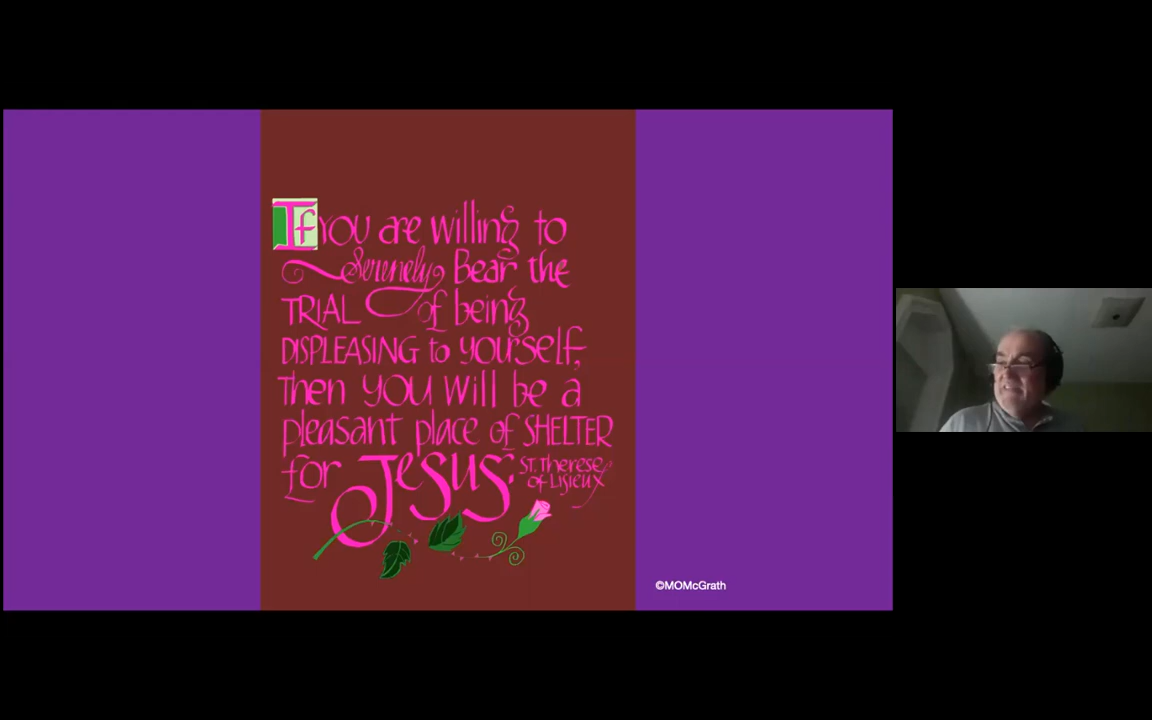 If YOU are willing to
Serenely Bear the
TRIAL of being
DISPLEASING to yourself,
Then YOU will be a
pleasant place of SHELTER
for Jesus. ST. Therese
of Lisieux
©MOMcGrath